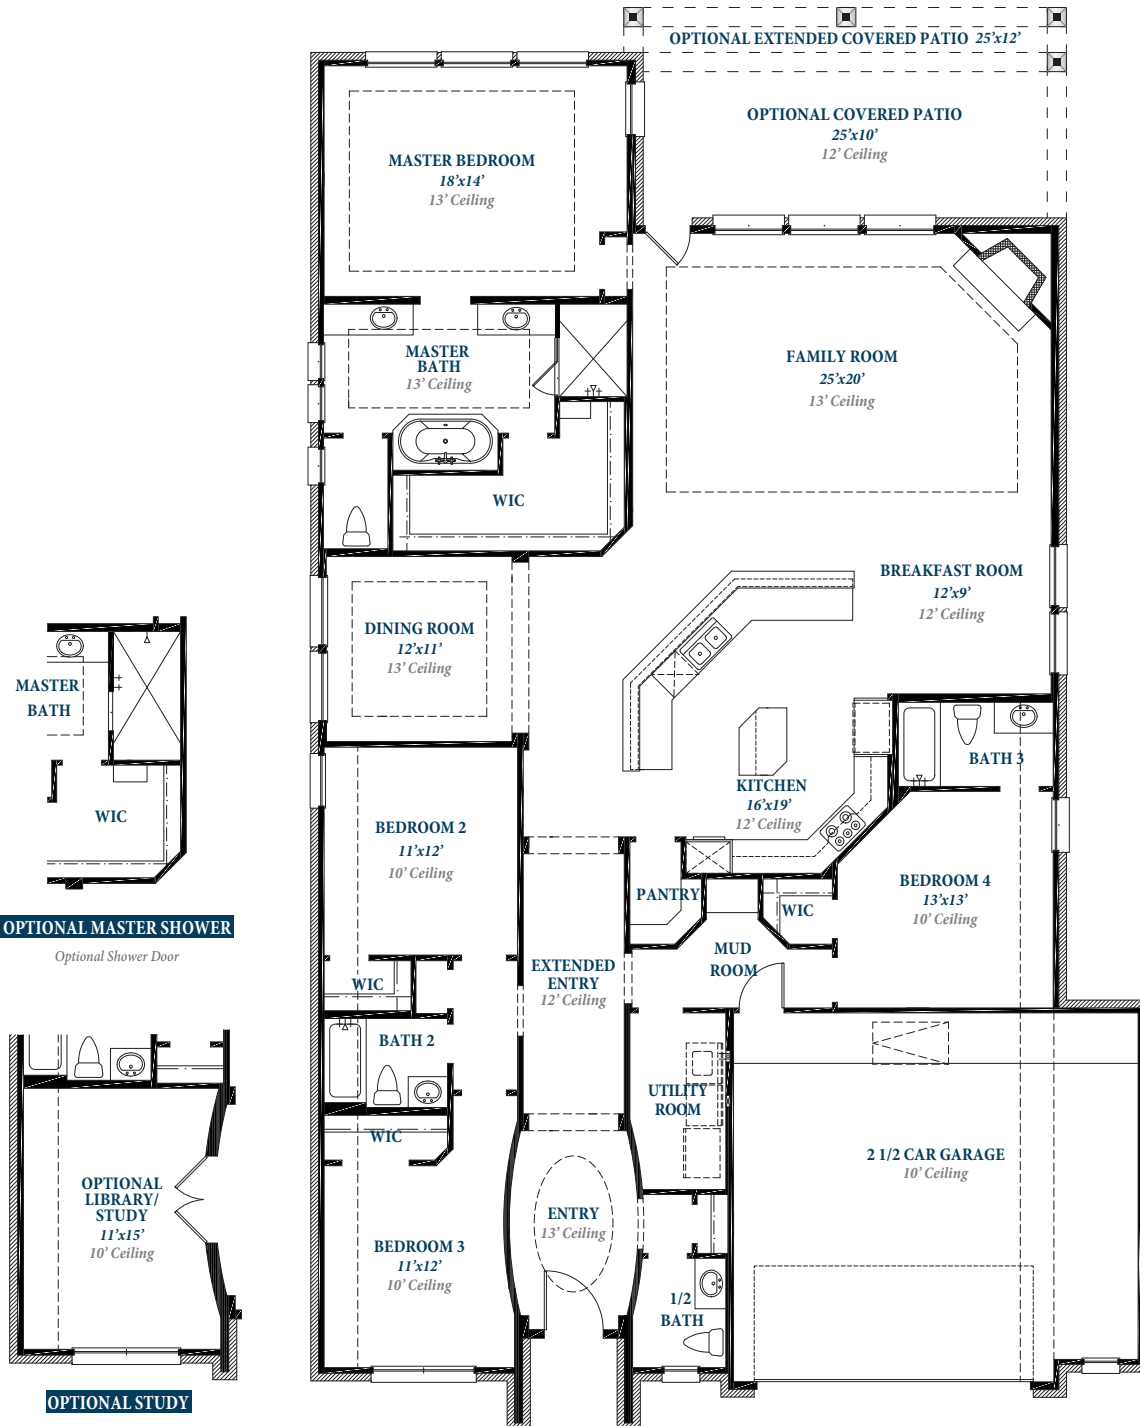 OPTIONAL EXTENDED COVERED PATIO 25'x12'
OPTIONAL COVERED PATIO
25'x10'
12' Ceiling
MASTER BEDROOM
18'x14'
13' Ceiling
MASTER
BATH
13' Ceiling
FAMILY ROOM
25'x20'
13' Ceiling
WIC
BREAKFAST ROOM
12'x9'
12' Ceiling
DINING ROOM
12'x11'
13' Ceiling
MASTER
BATH
WIC
OPTIONAL MASTER SHOWER
Optional Shower Door
BATH 3
KITCHEN
16'x19'
12' Ceiling
BEDROOM 2
11'x12'
10' Ceiling
PANTRY
WIC
BEDROOM 4
13'x13'
10' Ceiling
MUD
ROOM
EXTENDED
ENTRY
12' Ceiling
WIC
BATH 2
UTILITY
ROOM
WIC
2 1/2 CAR GARAGE
10' Ceiling
OPTIONAL
LIBRARY/
STUDY
11'x15'
10' Ceiling
OPTIONAL STUDY
ENTRY
13' Ceiling
BEDROOM 3
11'x12'
10' Ceiling
1/2
BATH